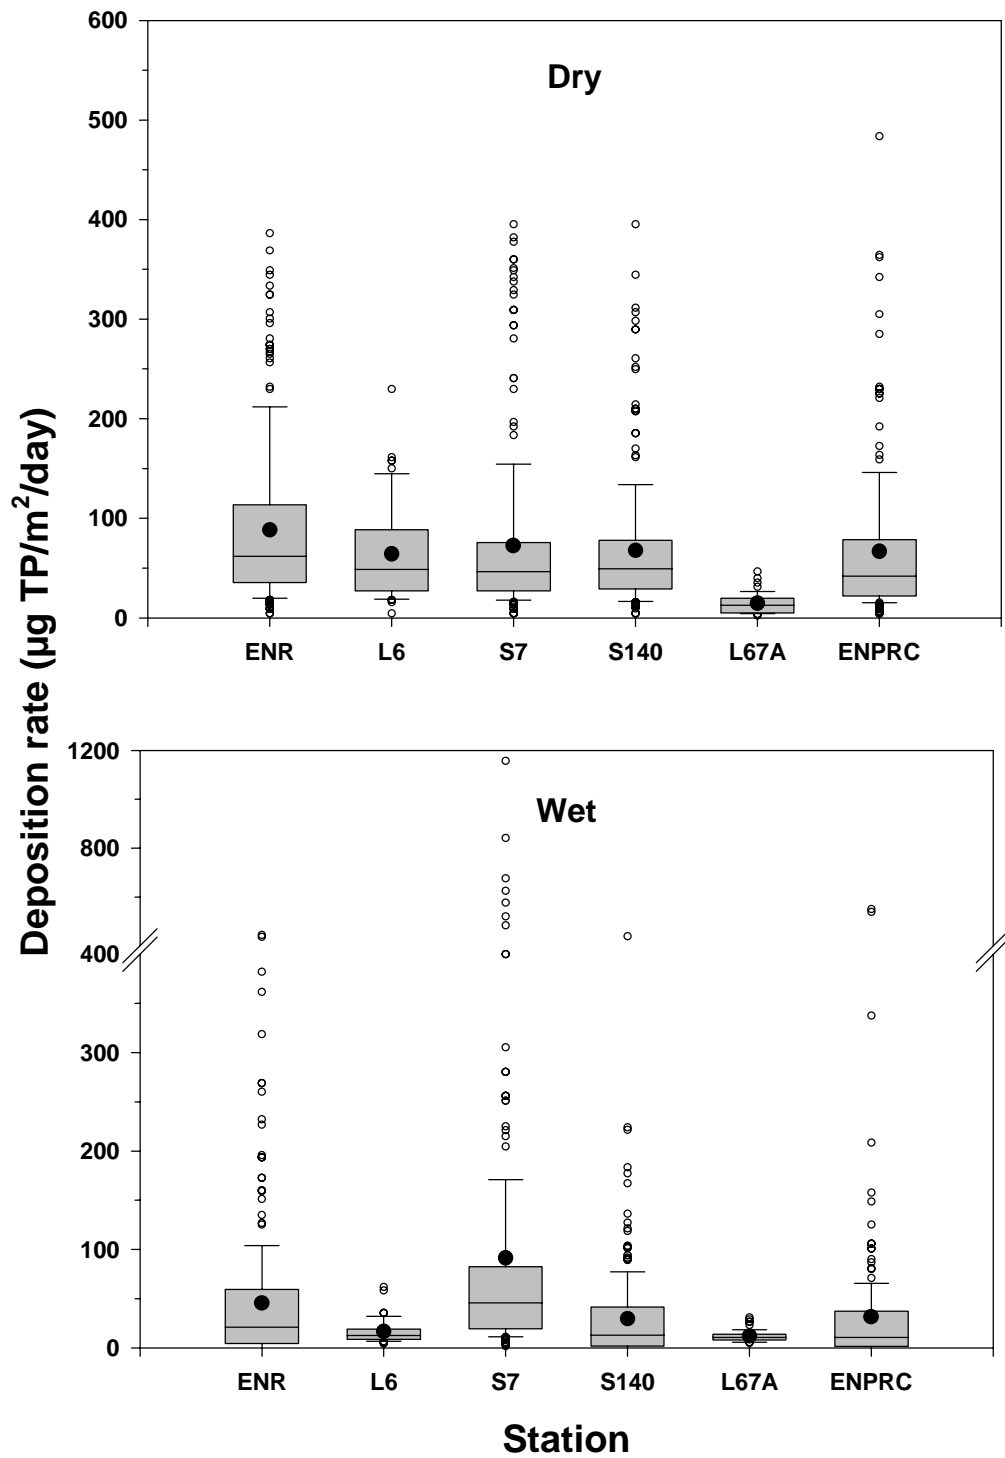 Deposition rate (µg TP/m²/day)
Dry
600
500
400
300
200
100
0
ENR L6 S7 S140 L67A ENPRC
Wet
1200
800
400
300
200
100
0
ENR L6 S7 S140 L67A ENPRC
Station